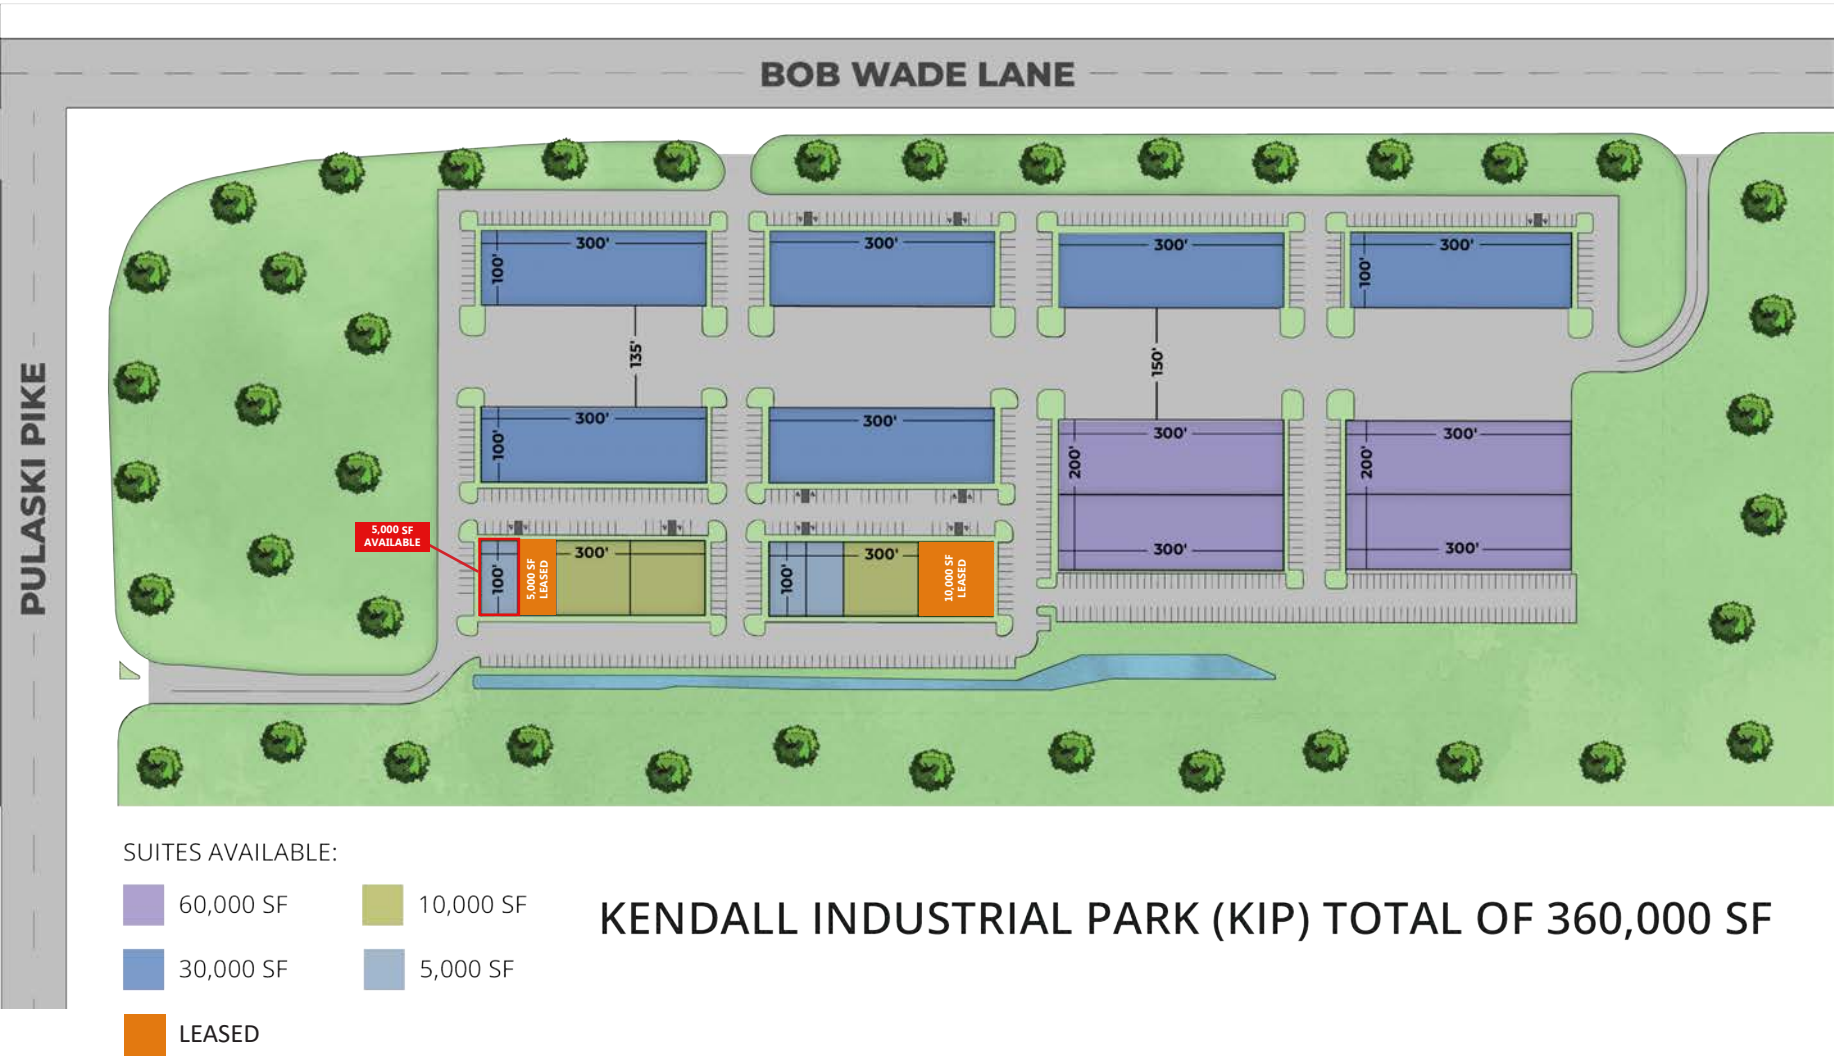 BOB WADE LANE
PULASKI PIKE
300'
100'
300'
300'
300'
100'
135'
150'
300'
100'
300'
300'
200'
300'
300'
200'
300'
5,000 SF
AVAILABLE
100'
5,000 SF
LEASED
300'
100'
300'
10,000 SF
LEASED
SUITES AVAILABLE:
60,000 SF
10,000 SF
30,000 SF
5,000 SF
LEASED
KENDALL INDUSTRIAL PARK (KIP) TOTAL OF 360,000 SF